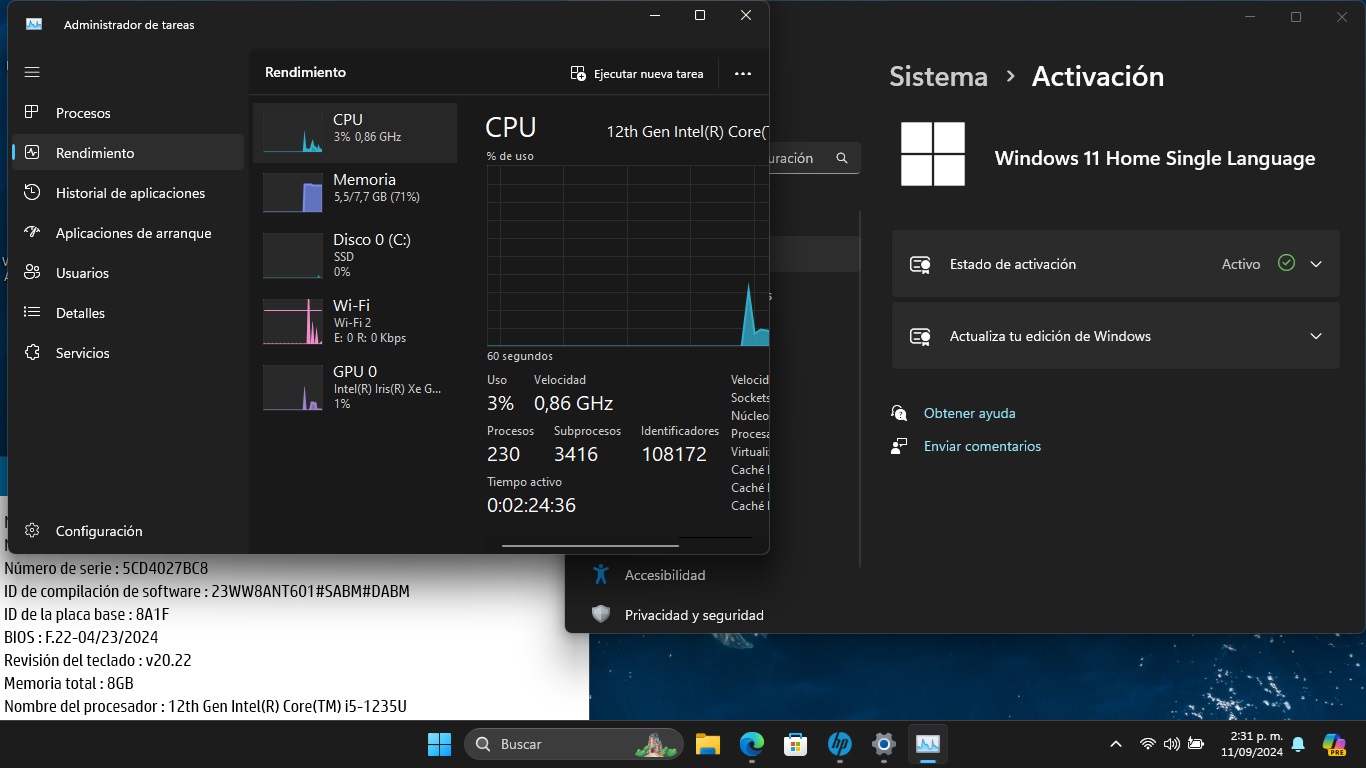 Administrador de tareas
Rendimiento
Ejecutar nueva tarea
Procesos
Rendimiento
Historial de aplicaciones
Aplicaciones de arranque
Usuarios
Detalles
Servicios
Configuración
CPU
3% 0,86 GHz
Memoria
5,5/7,7 GB (71%)
Disco 0 (C:)
SSD
0%
Wi-Fi
Wi-Fi 2
E: 0 R: 0 Kbps
GPU 0
Intel(R) Iris(R) Xe G...
1%
CPU
12th Gen Intel(R) Core(T
% de uso
60 segundos
Uso Velocidad
3% 0,86 GHz
Procesos Subprocesos Identificadores
230 3416 108172
Tiempo activo
0:02:24:36
Velocid
Sockets
Núcleo
Procesa
Virtuali
Caché
Caché
Caché
Sistema › Activación
uración
Windows 11 Home Single Language
Estado de activación Activo
Actualiza tu edición de Windows
Obtener ayuda
Enviar comentarios
Accesibilidad
Privacidad y seguridad
Número de serie : 5CD4027BC8
ID de compilación de software : 23WW8ANT601#SABM#DABM
ID de la placa base : 8A1F
BIOS : F.22-04/23/2024
Revisión del teclado : v20.22
Memoria total : 8GB
Nombre del procesador : 12th Gen Intel(R) Core(TM) i5-1235U
Buscar
hp
PRE
2:31 p. m.
11/09/2024